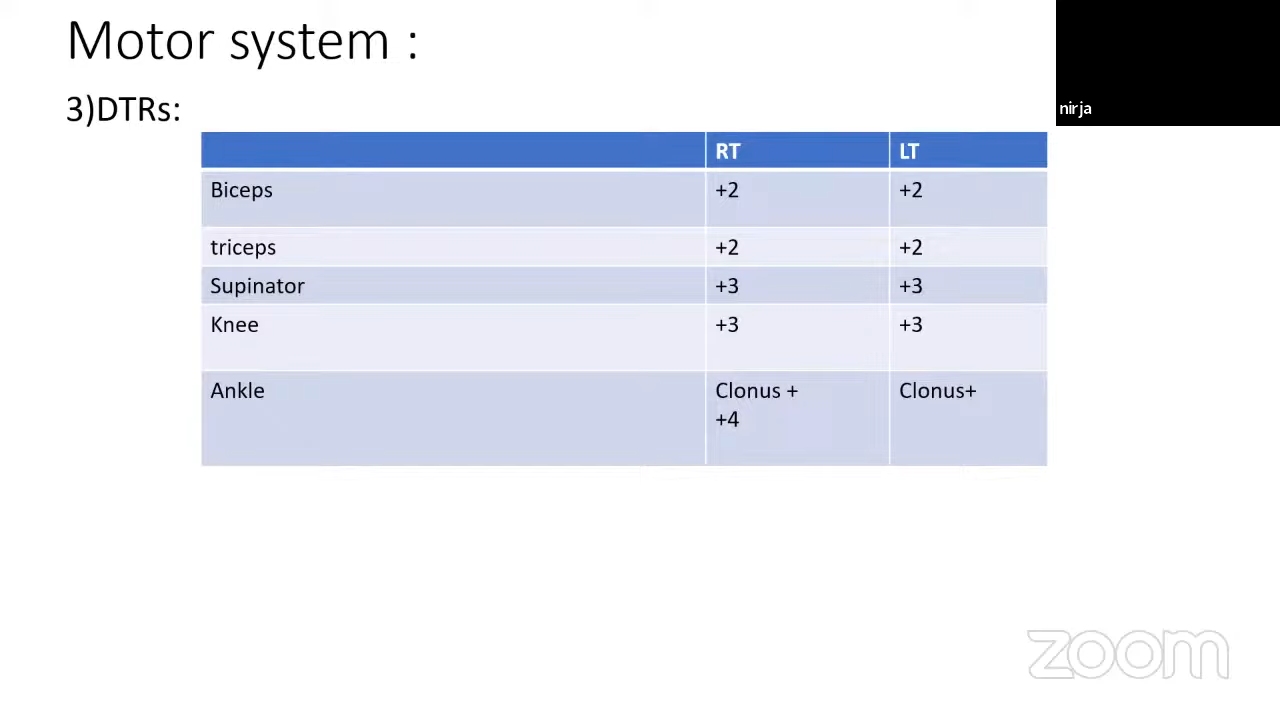 Motor system :
3)DTRs:
nirja
RT LT
Biceps +2 +2
triceps +2 +2
Supinator +3 +3
Knee +3 +3
Ankle Clonus + Clonus+
+4
zoom